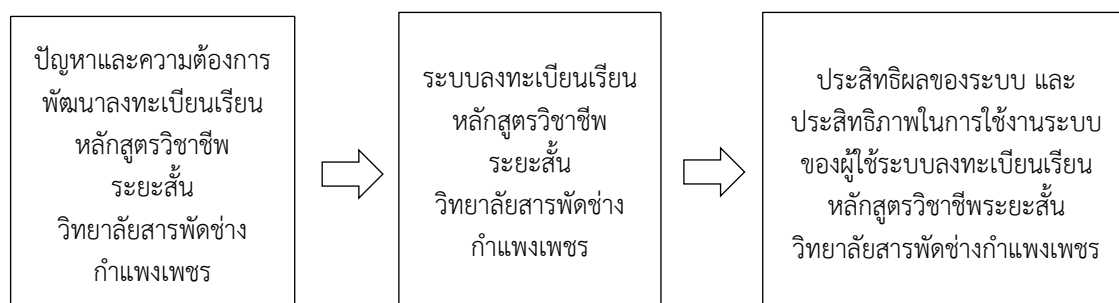 ปัญหาและความต้องการ
พัฒนาลงทะเบียนเรียน
หลักสูตรวิชาชีพ
ระยะสั้น
วิทยาลัยสารพัดช่าง
กำแพงเพชร
ระบบลงทะเบียนเรียน
หลักสูตรวิชาชีพ
ระยะสั้น
วิทยาลัยสารพัดช่าง
กำแพงเพชร
ประสิทธิผลของระบบ และ
ประสิทธิภาพในการใช้งานระบบ
ของผู้ใช้ระบบลงทะเบียนเรียน
หลักสูตรวิชาชีพระยะสั้น
วิทยาลัยสารพัดช่างกำแพงเพชร